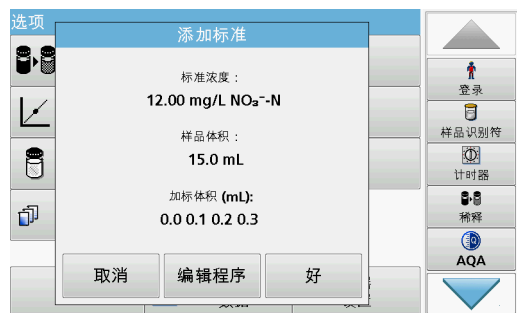 选项
添加标准
标准浓度：
12.00 mg/L NO₃⁻-N
样品体积：
15.0 mL
加标体积 (mL):
0.0 0.1 0.2 0.3
取消
编辑程序
好
登录
样品识别符
计时器
稀释
AQA